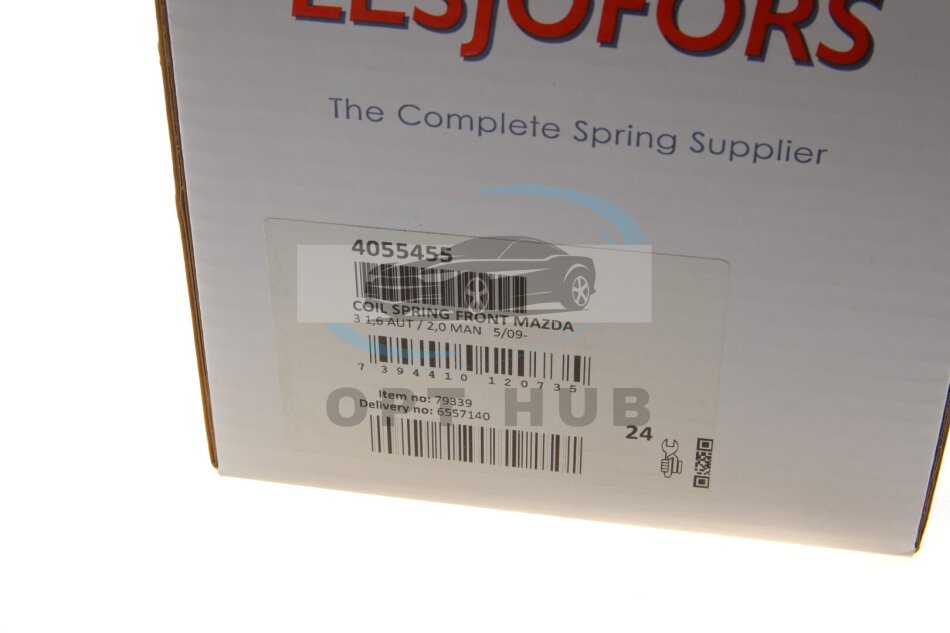 LESJÖFORS
The Complete Spring Supplier
4055455
COIL SPRING FRONT MAZDA
3 1,6 AUT / 2,0 MAN 5/09-
7 394410 120735
Item no: 79339
Delivery no: 6557140
24
OPT HUB